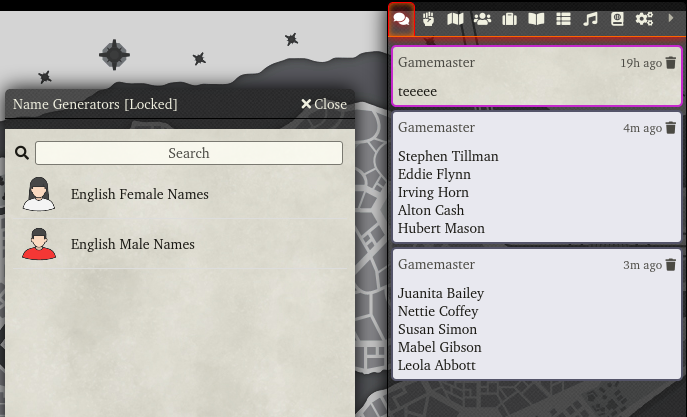 Name Generators [Locked]
Close
Search
English Female Names
English Male Names
Gamemaster
19h ago
teeeee
Gamemaster
4m ago
Stephen Tillman
Eddie Flynn
Irving Horn
Alton Cash
Hubert Mason
Gamemaster
3m ago
Juanita Bailey
Nettie Coffey
Susan Simon
Mabel Gibson
Leola Abbott